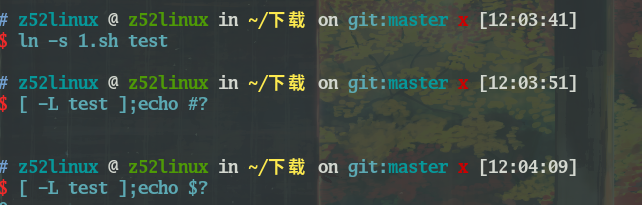 # z52linux @ z52linux in ~/下载 on git:master x [12:03:41]
$ ln -s 1.sh test
# z52linux @ z52linux in ~/下载 on git:master x [12:03:51]
$ [ -L test ];echo #?
# z52linux @ z52linux in ~/下载 on git:master x [12:04:09]
$ [ -L test ];echo $?